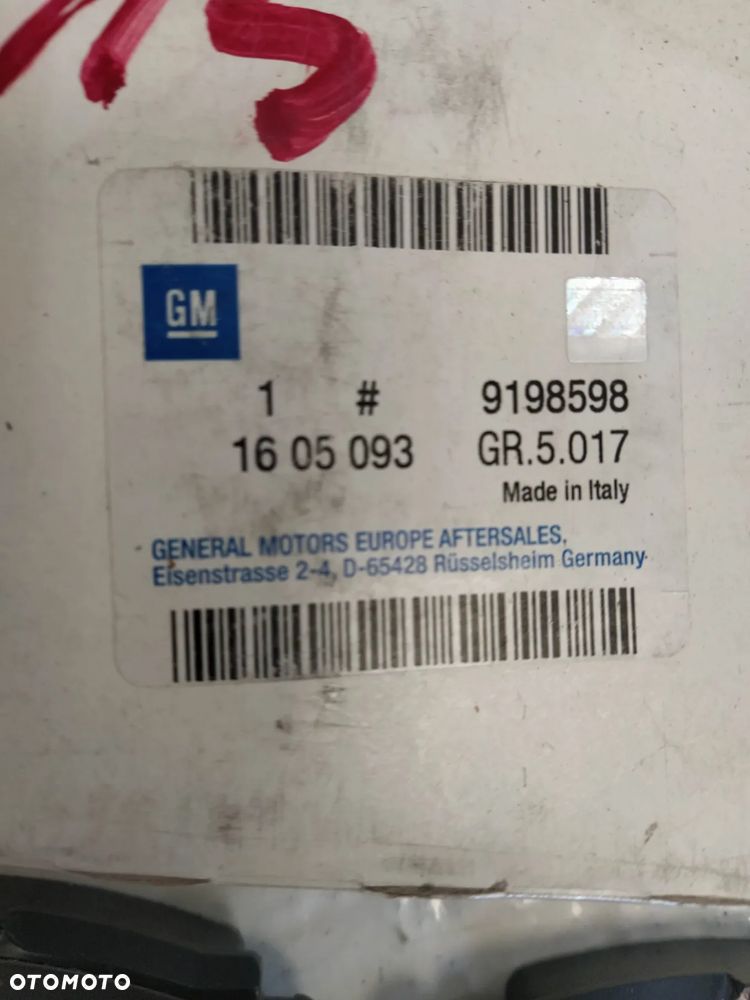 115
GM
1 # 9198598
16 05 093 GR.5.017
Made in Italy
GENERAL MOTORS EUROPE AFTERSALES,
Eisenstrasse 2-4, D-65428 Rüsselsheim Germany
OTOMOTO